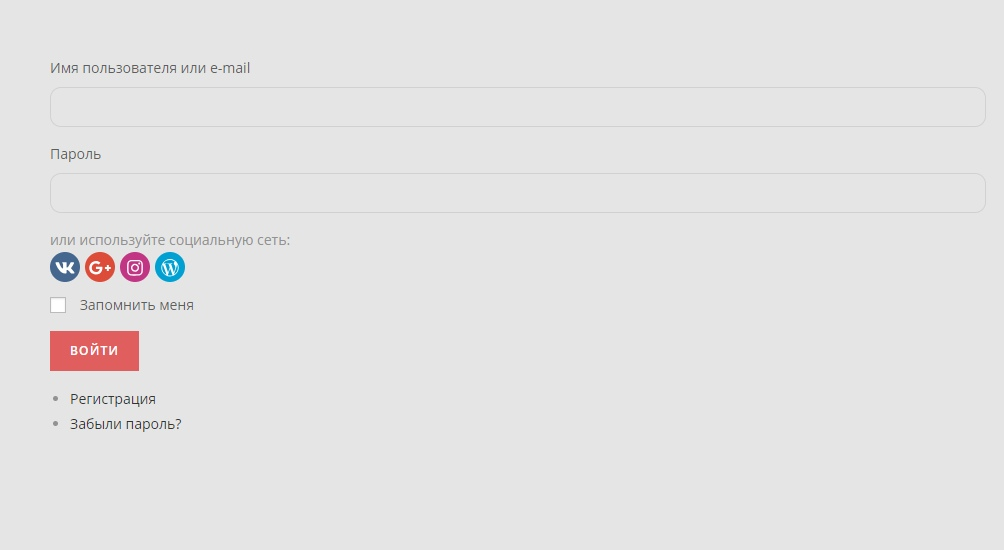 Имя пользователя или e-mail
Пароль
или используйте социальную сеть:
G+
Запомнить меня
ВОЙТИ
Регистрация
Забыли пароль?